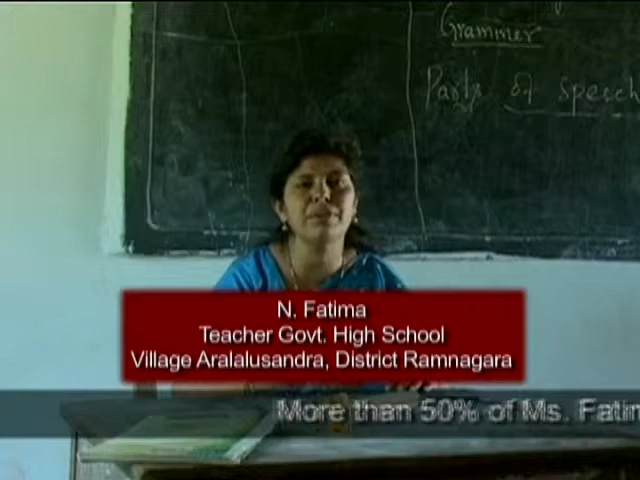 Grammer
Parts of speech
N. Fatima
Teacher Govt. High School
Village Aralalusandra, District Ramnagara
More than 50% of Ms. Fatim